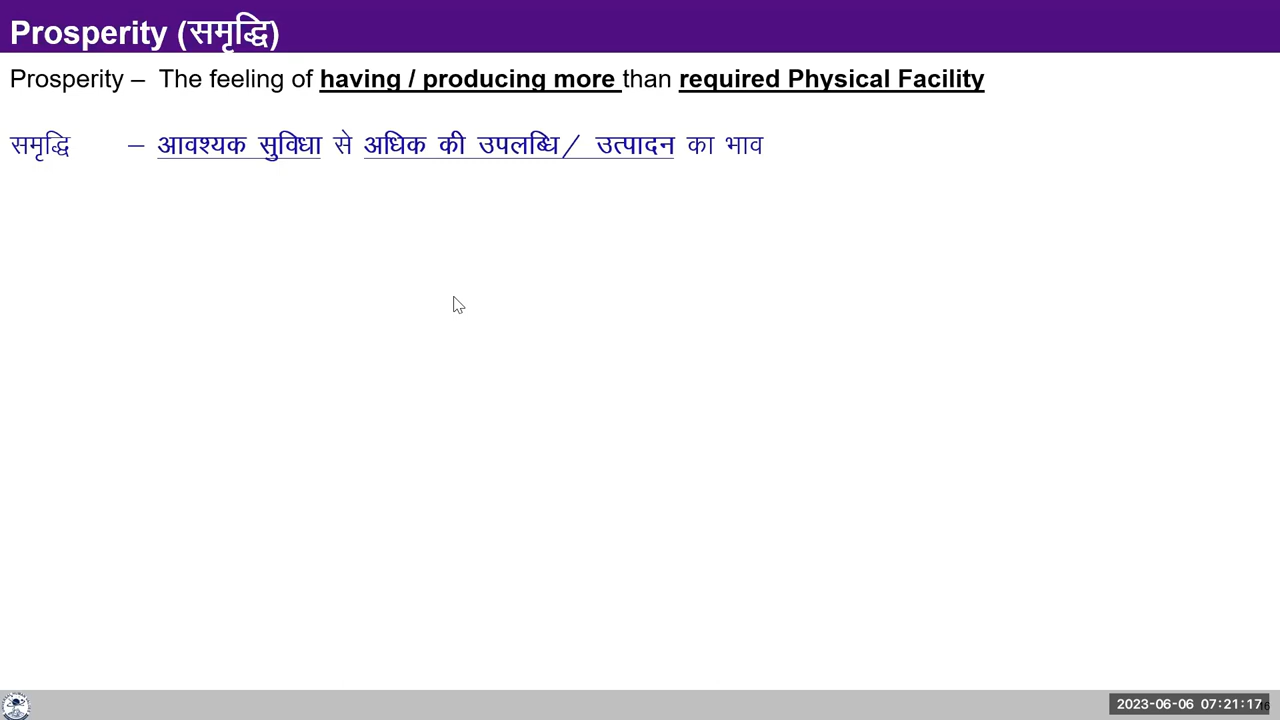 Prosperity (समृद्धि)
Prosperity – The feeling of having / producing more than required Physical Facility
समृद्धि – आवश्यक सुविधा से अधिक की उपलब्धि/ उत्पादन का भाव
2023-06-06 07:21:17